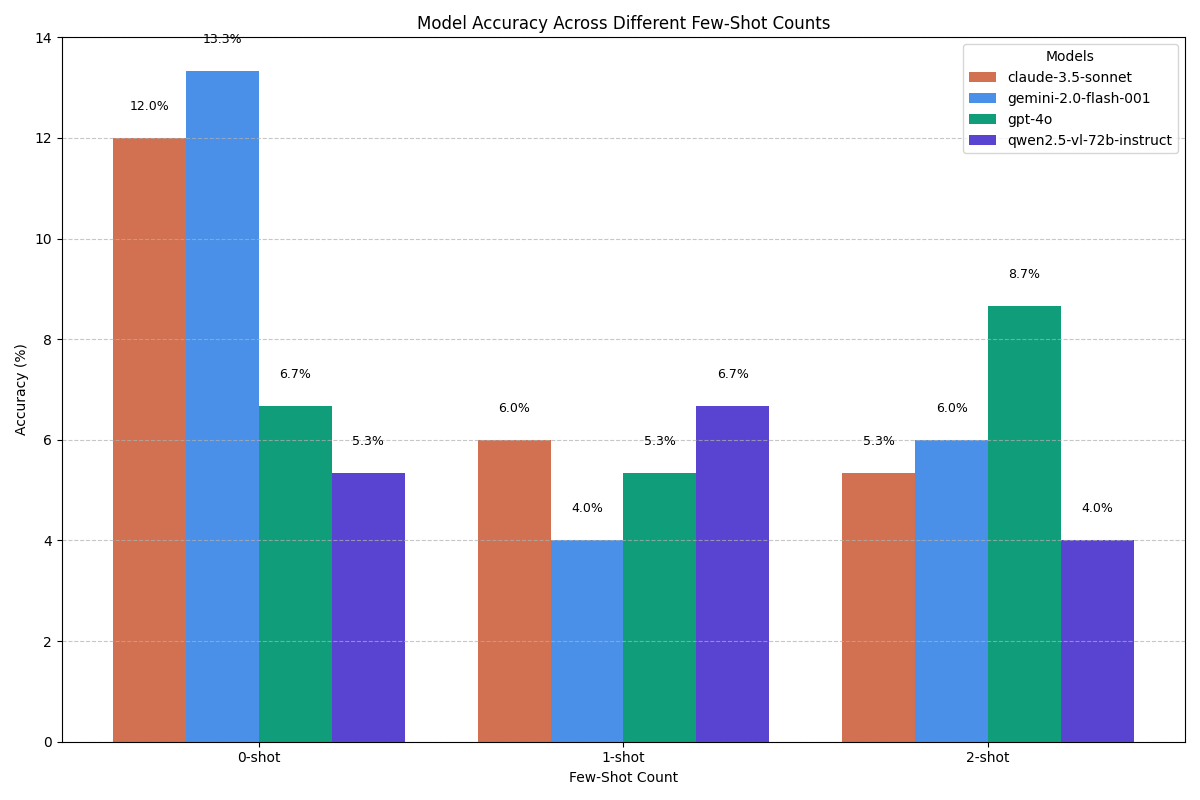 Model Accuracy Across Different Few-Shot Counts
14
12
10
8
6
4
2
0
Accuracy (%)
12.0%
13.3%
6.7%
5.3%
6.0%
4.0%
5.3%
6.7%
5.3%
6.0%
8.7%
4.0%
Models
claude-3.5-sonnet
gemini-2.0-flash-001
gpt-4o
qwen2.5-vl-72b-instruct
0-shot
1-shot
2-shot
Few-Shot Count